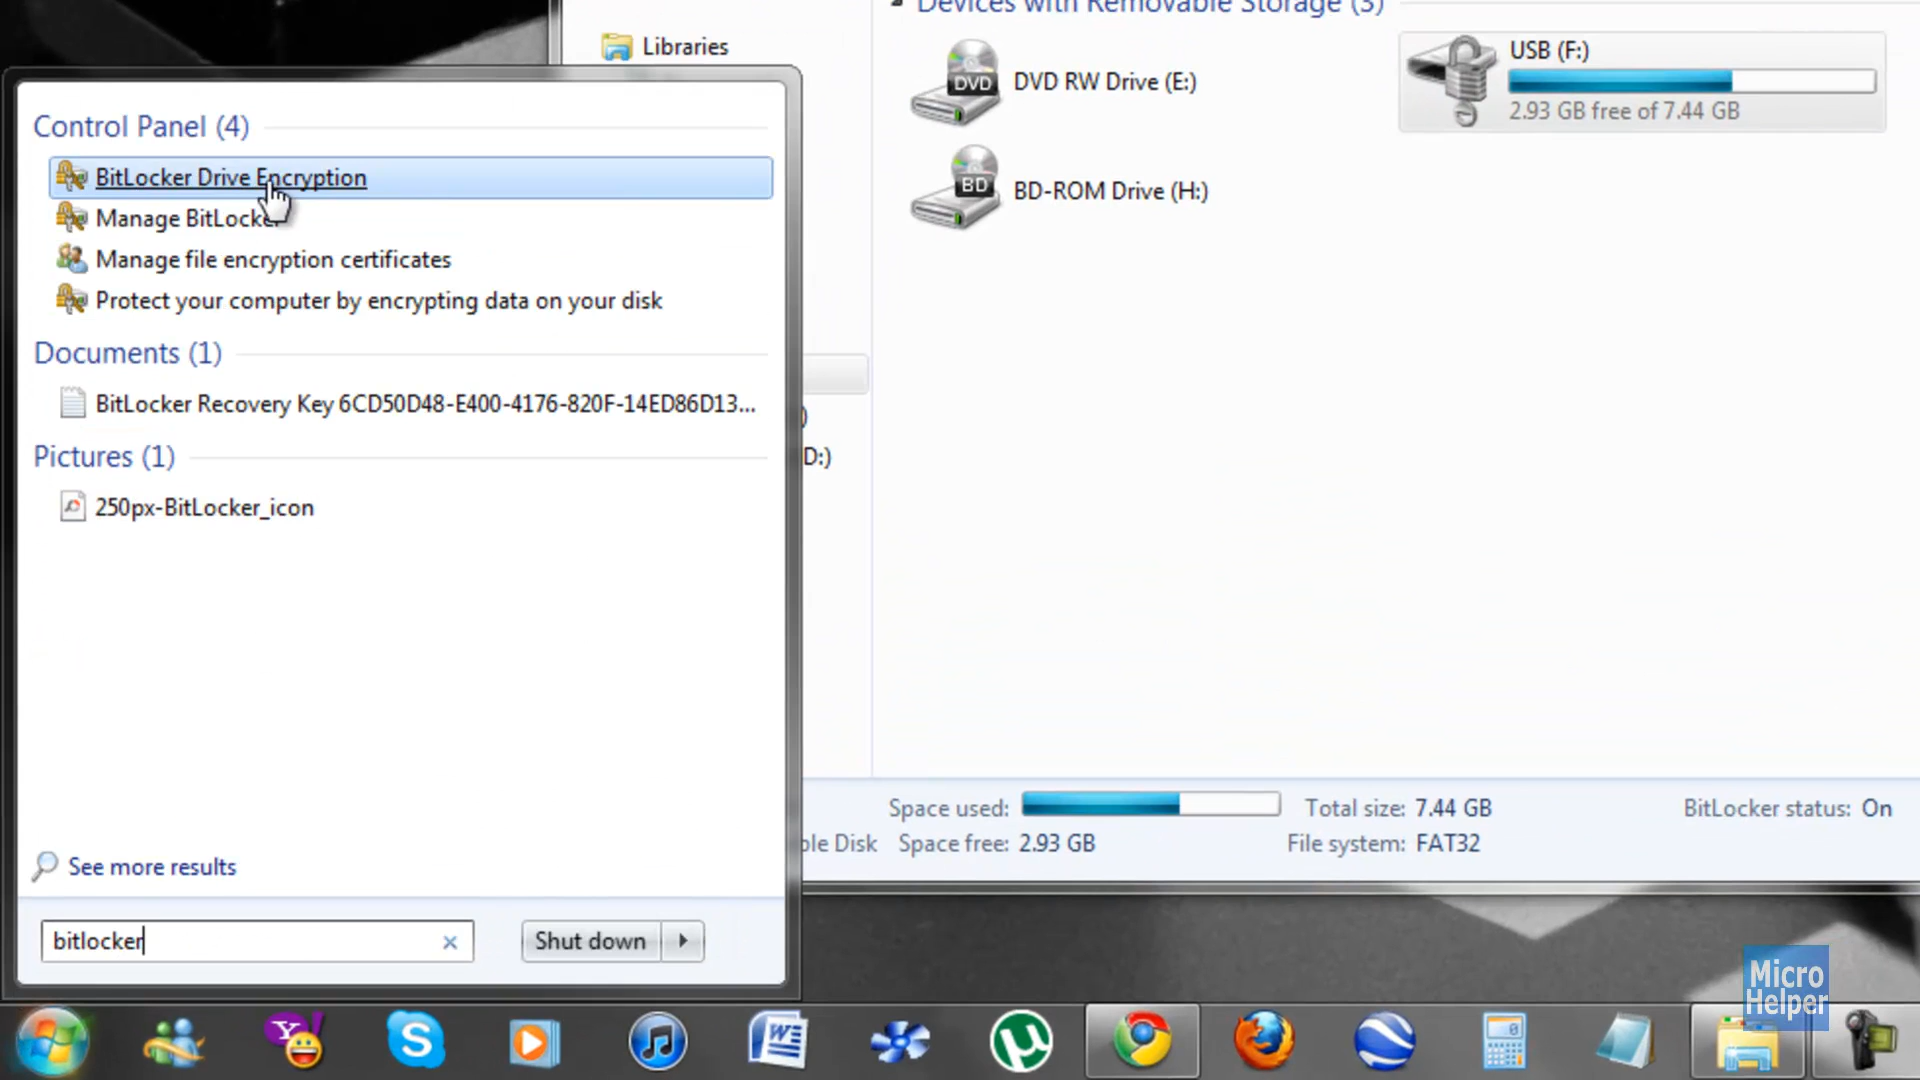 Devices with Removable Storage (3)
Libraries
DVD
DVD RW Drive (E:)
USB (F:)
2.93 GB free of 7.44 GB
BD
BD-ROM Drive (H:)
Control Panel (4)
BitLocker Drive Encryption
Manage BitLocker
Manage file encryption certificates
Protect your computer by encrypting data on your disk
Documents (1)
BitLocker Recovery Key 6CD50D48-E400-4176-820F-14ED86D13...
)
Pictures (1)
D:)
250px-BitLocker_icon
Space used:
Total size: 7.44 GB
BitLocker status: On
ble Disk
Space free: 2.93 GB
File system: FAT32
See more results
bitlocker
Shut down
Micro
Helper